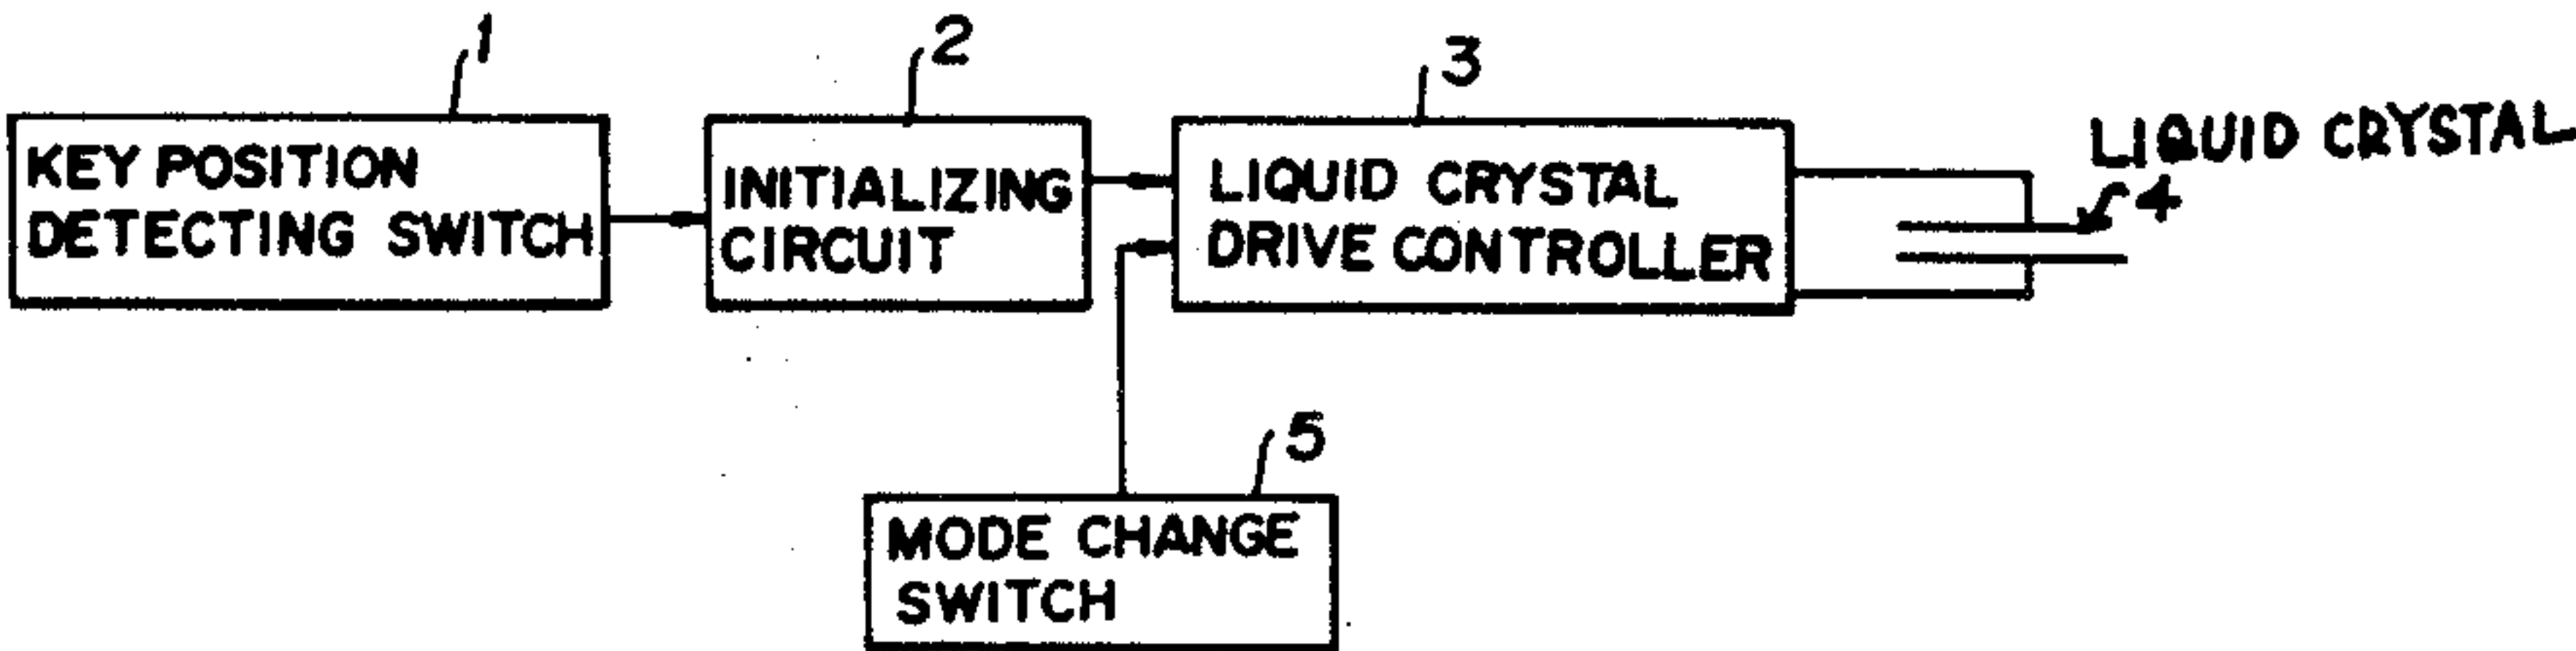 1
2
3
KEY POSITION
DETECTING SWITCH
INITIALIZING
CIRCUIT
LIQUID CRYSTAL
DRIVE CONTROLLER
LIQUID CRYSTAL
4
5
MODE CHANGE
SWITCH